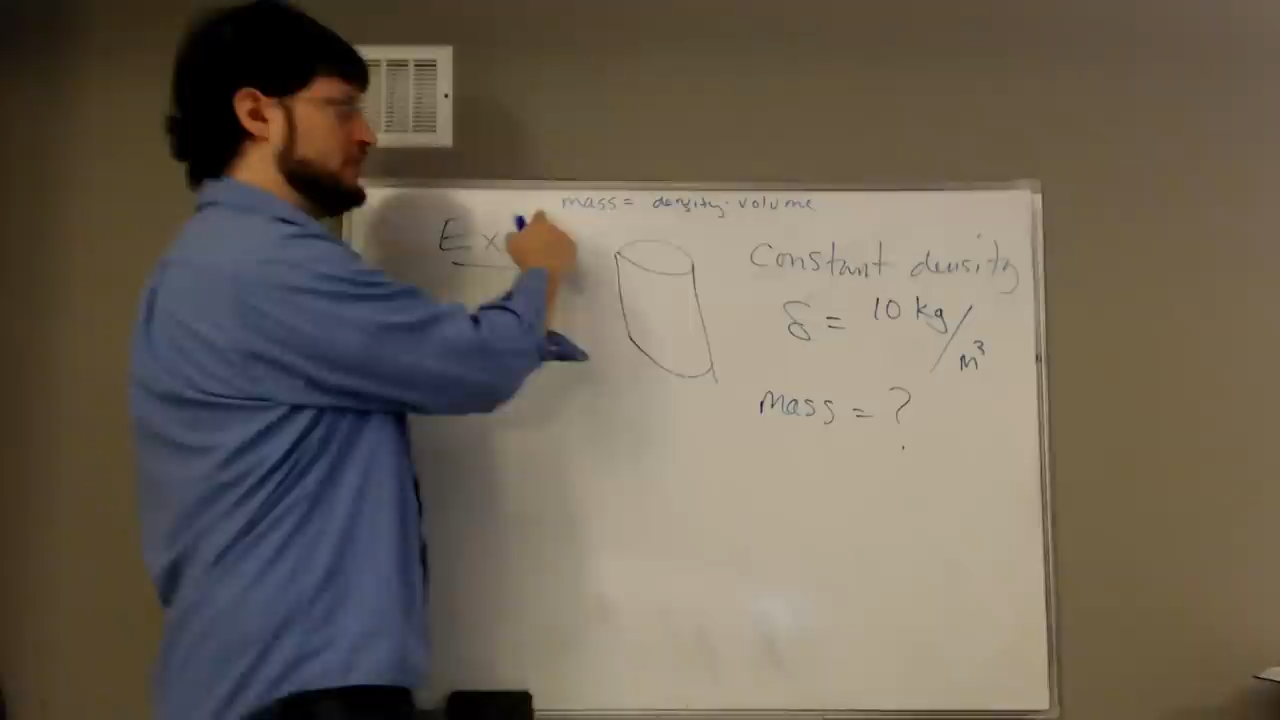 mass = density · volume
Ex
Constant density
δ = 10 kg/m³
mass = ?